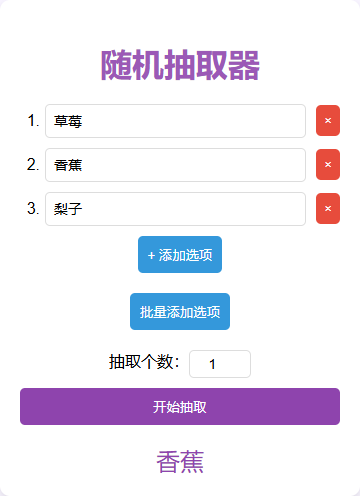 随机抽取器
1. 草莓 ×
2. 香蕉 ×
3. 梨子 ×
+ 添加选项
批量添加选项
抽取个数： 1
开始抽取
香蕉